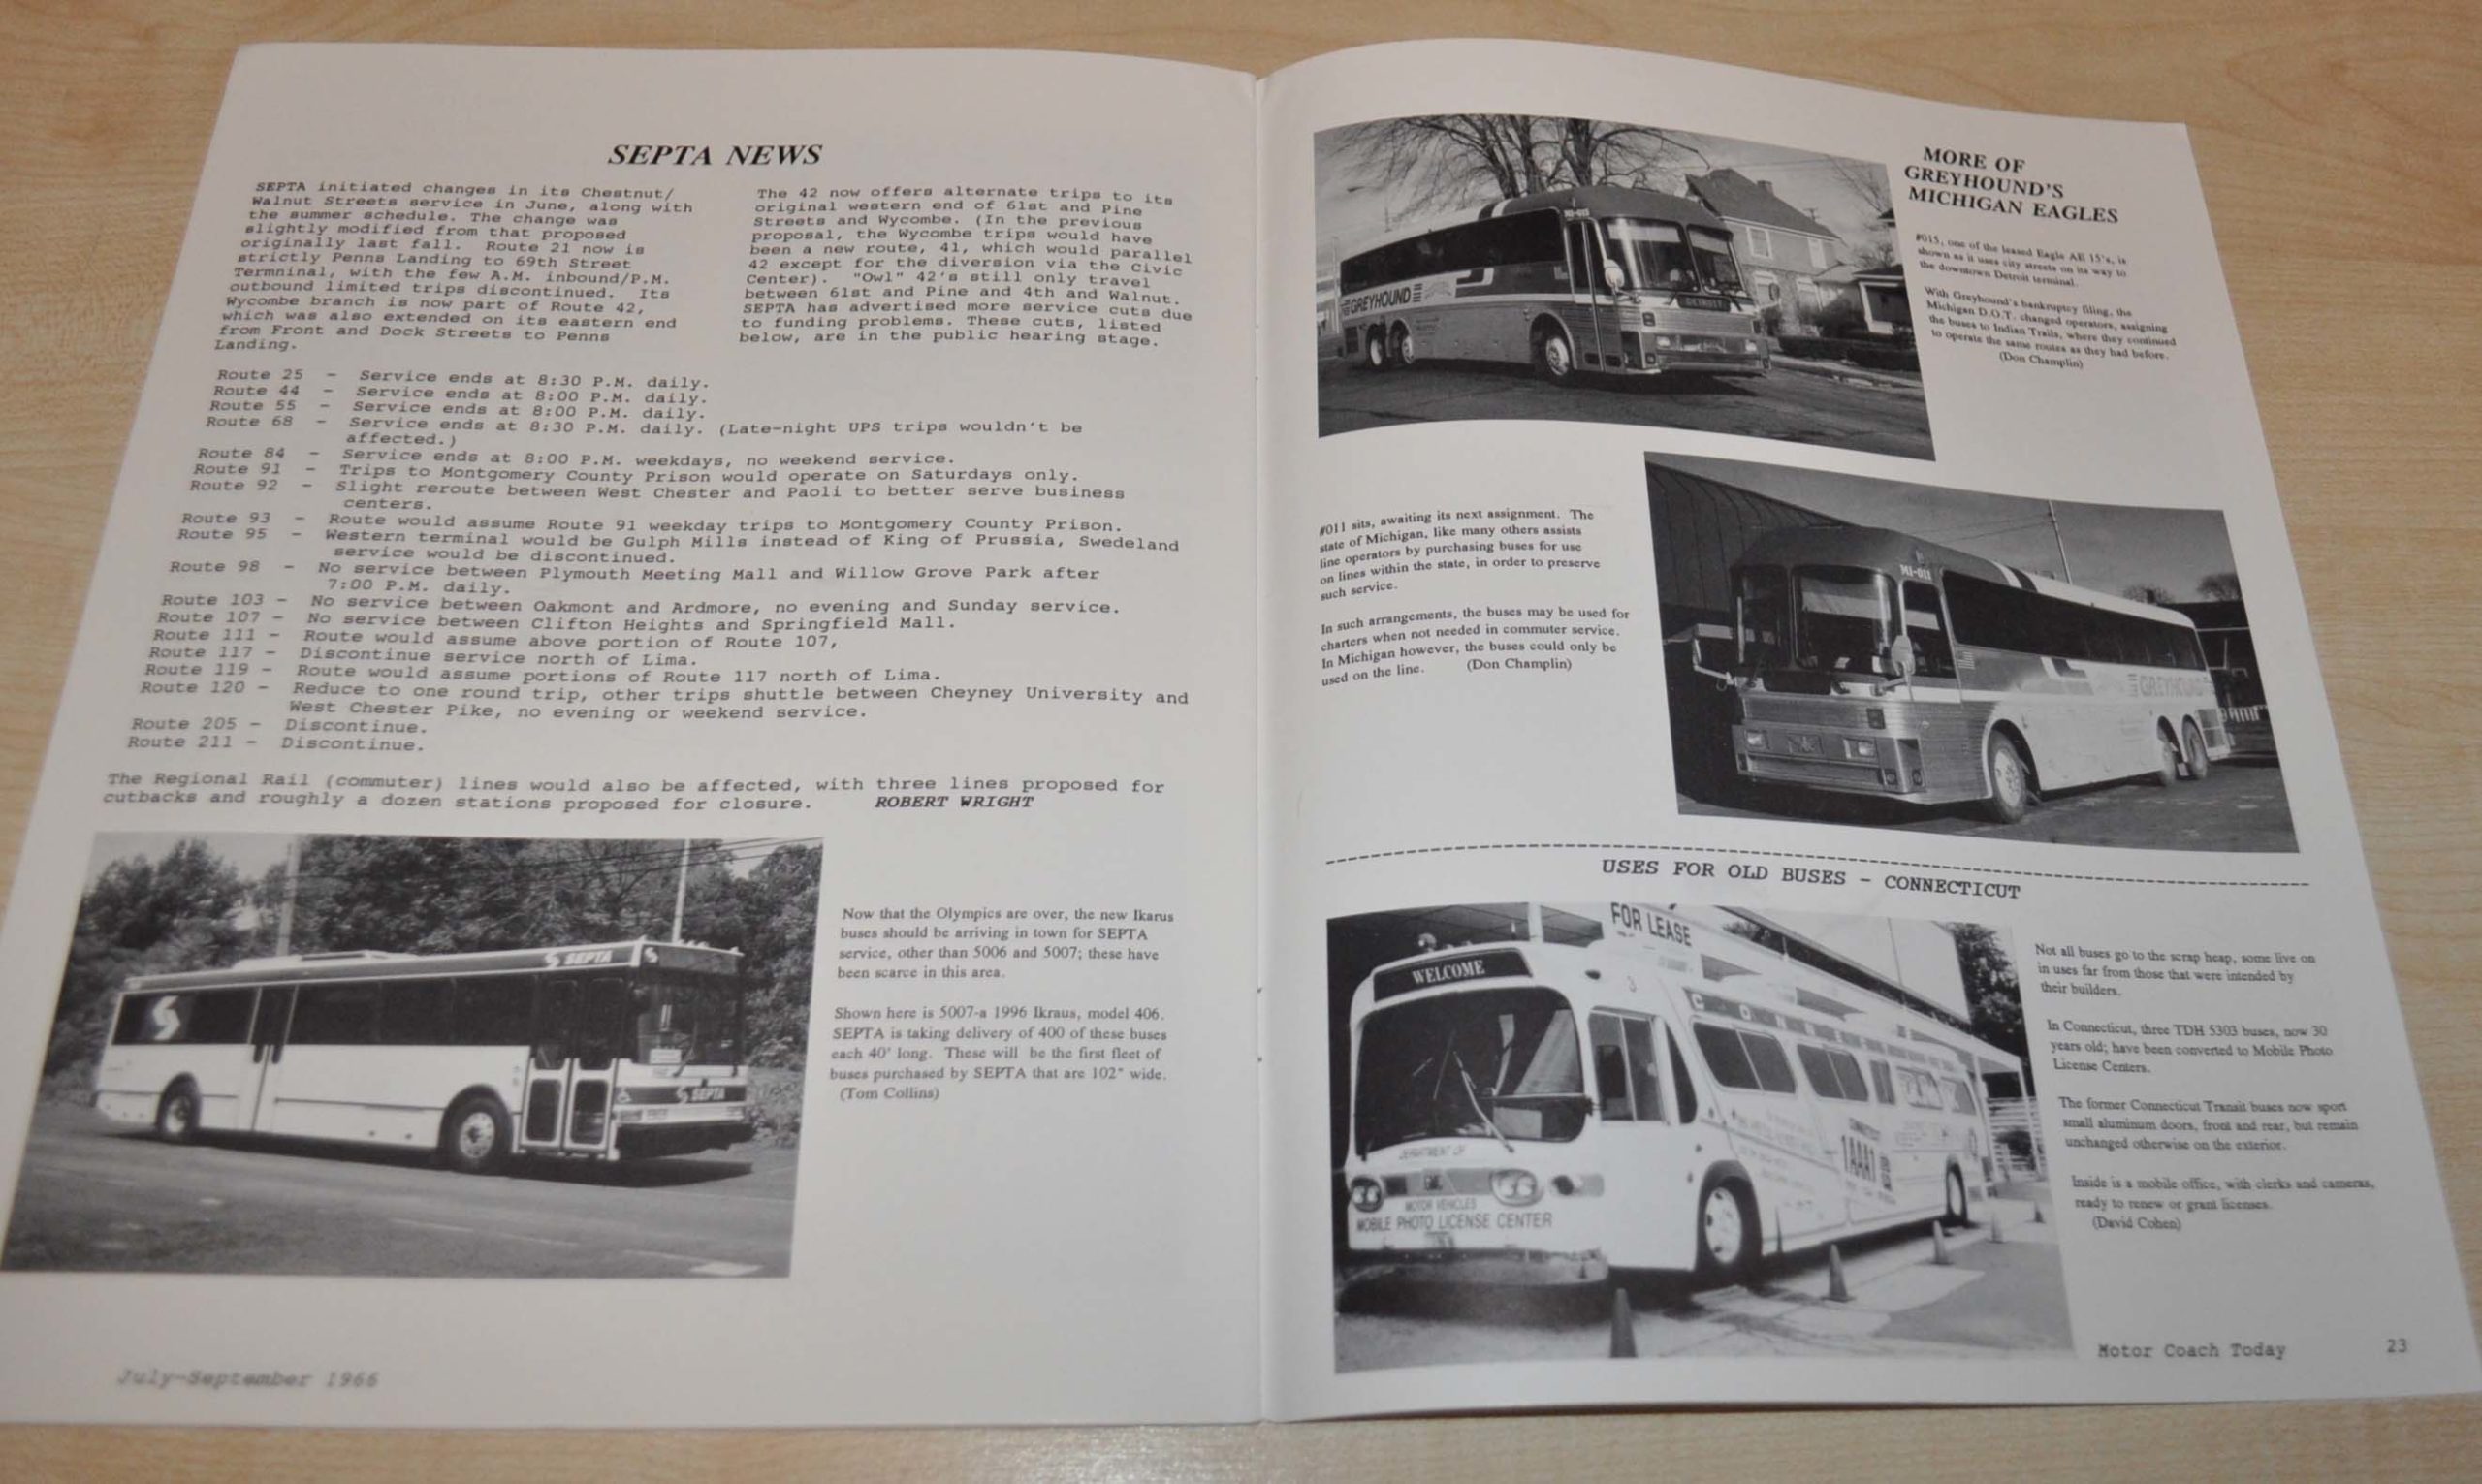 SEPTA NEWS
SEPTA initiated changes in its Chestnut/
Walnut Streets service in June, along with
the summer schedule. The change was
slightly modified from that proposed
originally last fall. Route 21 now is
strictly Penns Landing to 69th Street
Termninal, with the few A.M. inbound/P.M.
outbound limited trips discontinued. Its
Wycombe branch is now part of Route 42,
which was also extended on its eastern end
from Front and Dock Streets to Penns
Landing.
The 42 now offers alternate trips to its
original western end of 61st and Pine
Streets and Wycombe. (In the previous
proposal, the Wycombe trips would have
been a new route, 41, which would parallel
42 except for the diversion via the Civic
Center). "Owl" 42's still only travel
between 61st and Pine and 4th and Walnut.
SEPTA has advertised more service cuts due
to funding problems. These cuts, listed
below, are in the public hearing stage.
Route 25 - Service ends at 8:30 P.M. daily.
Route 44 - Service ends at 8:00 P.M. daily.
Route 55 - Service ends at 8:00 P.M. daily.
Route 68 - Service ends at 8:30 P.M. daily. (Late-night UPS trips wouldn't be
affected.)
Route 84 - Service ends at 8:00 P.M. weekdays, no weekend service.
Route 91 - Trips to Montgomery County Prison would operate on Saturdays only.
Route 92 - Slight reroute between West Chester and Paoli to better serve business
centers.
Route 93 - Route would assume Route 91 weekday trips to Montgomery County Prison.
Route 95 - Western terminal would be Gulph Mills instead of King of Prussia, Swedeland
service would be discontinued.
Route 98 - No service between Plymouth Meeting Mall and Willow Grove Park after
7:00 P.M. daily.
Route 103 - No service between Oakmont and Ardmore, no evening and Sunday service.
Route 107 - No service between Clifton Heights and Springfield Mall.
Route 111 - Route would assume above portion of Route 107,
Route 117 - Discontinue service north of Lima.
Route 119 - Route would assume portions of Route 117 north of Lima.
Route 120 - Reduce to one round trip, other trips shuttle between Cheyney University and
West Chester Pike, no evening or weekend service.
Route 205 - Discontinue.
Route 211 - Discontinue.
The Regional Rail (commuter) lines would also be affected, with three lines proposed for
cutbacks and roughly a dozen stations proposed for closure. ROBERT WRIGHT
SEPTA
SEPTA
Now that the Olympics are over, the new Ikarus
buses should be arriving in town for SEPTA
service, other than 5006 and 5007; these have
been scarce in this area.
Shown here is 5007-a 1996 Ikraus, model 406.
SEPTA is taking delivery of 400 of these buses
each 40' long. These will be the first fleet of
buses purchased by SEPTA that are 102" wide.
(Tom Collins)
July-September 1966
MI-015
GREYHOUND
DETROIT
MORE OF
GREYHOUND'S
MICHIGAN EAGLES
#015, one of the leased Eagle AE 15's, is
shown as it uses city streets on its way to
the downtown Detroit terminal.
With Greyhound's bankruptcy filing, the
Michigan D.O.T. changed operators, assigning
the buses to Indian Trails, where they continued
to operate the same routes as they had before.
(Don Champlin)
#011 sits, awaiting its next assignment. The
state of Michigan, like many others assists
line operators by purchasing buses for use
on lines within the state, in order to preserve
such service.
In such arrangements, the buses may be used for
charters when not needed in commuter service.
In Michigan however, the buses could only be
used on the line. (Don Champlin)
MI-011
GREYHOUND
USES FOR OLD BUSES - CONNECTICUT
FOR LEASE
WELCOME
DEPARTMENT OF
MOTOR VEHICLES
MOBILE PHOTO LICENSE CENTER
Not all buses go to the scrap heap, some live on
in uses far from those that were intended by
their builders.
In Connecticut, three TDH 5303 buses, now 30
years old; have been converted to Mobile Photo
License Centers.
The former Connecticut Transit buses now sport
small aluminum doors, front and rear, but remain
unchanged otherwise on the exterior.
Inside is a mobile office, with clerks and cameras,
ready to renew or grant licenses.
(David Cohen)
Motor Coach Today 23